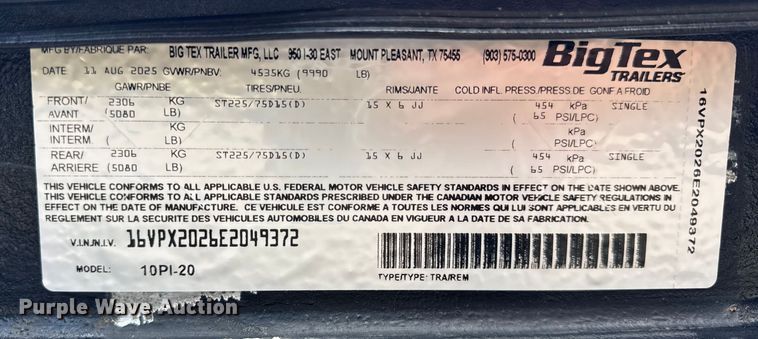 MFG BY/FABRIQUE PAR: BIG TEX TRAILER MFG, LLC 950 I-30 EAST MOUNT PLEASANT, TX 75455 (903) 575-0300
BigTex
TRAILERS
DATE 11 AUG 2025 GVWR/PNBV: 4535KG (9990 LB)
GAWR/PNBE TIRES/PNEU. RIMS/JANTE COLD INFL. PRESS/PRESS.DE GONF A FROID
FRONT/ 2306 KG ST225/75D15(D) 15 X 6 JJ 454 kPa SINGLE
AVANT (5080 LB) ( 65 PSI/LPC)
INTERM/ KG kPa
INTERM ( LB) ( PSI/LPC)
REAR/ 2306 KG ST225/75D15(D) 15 X 6 JJ 454 kPa SINGLE
ARRIERE (5080 LB) ( 65 PSI/LPC)
THIS VEHICLE CONFORMS TO ALL APPLICABLE U.S. FEDERAL MOTOR VEHICLE SAFETY STANDARDS IN EFFECT ON THE DATE SHOWN ABOVE.
THIS VEHICLE CONFORMS TO ALL APPLICABLE STANDARDS PRESCRIBED UNDER THE CANADIAN MOTOR VEHICLE SAFETY REGULATIONS IN
EFFECT ON THE DATE OF MANUFACTURE. CE VEHICULE EST CONFORME A TOUTES LES NORMES QUI LUI SONT APPLICABLES EN VERTU DU
REGLEMENT SUR LA SECURITE DES VEHICULES AUTOMOBILES DU CANADA EN VIGUEUR A LA DATE DE SA FABRICATION.
V.I.N./N.I.V. 16VPX2026E2049372
MODEL: 10PI-20
TYPE/TYPE: TRA/REM
16VPX2026E2049372
Purple Wave Auction